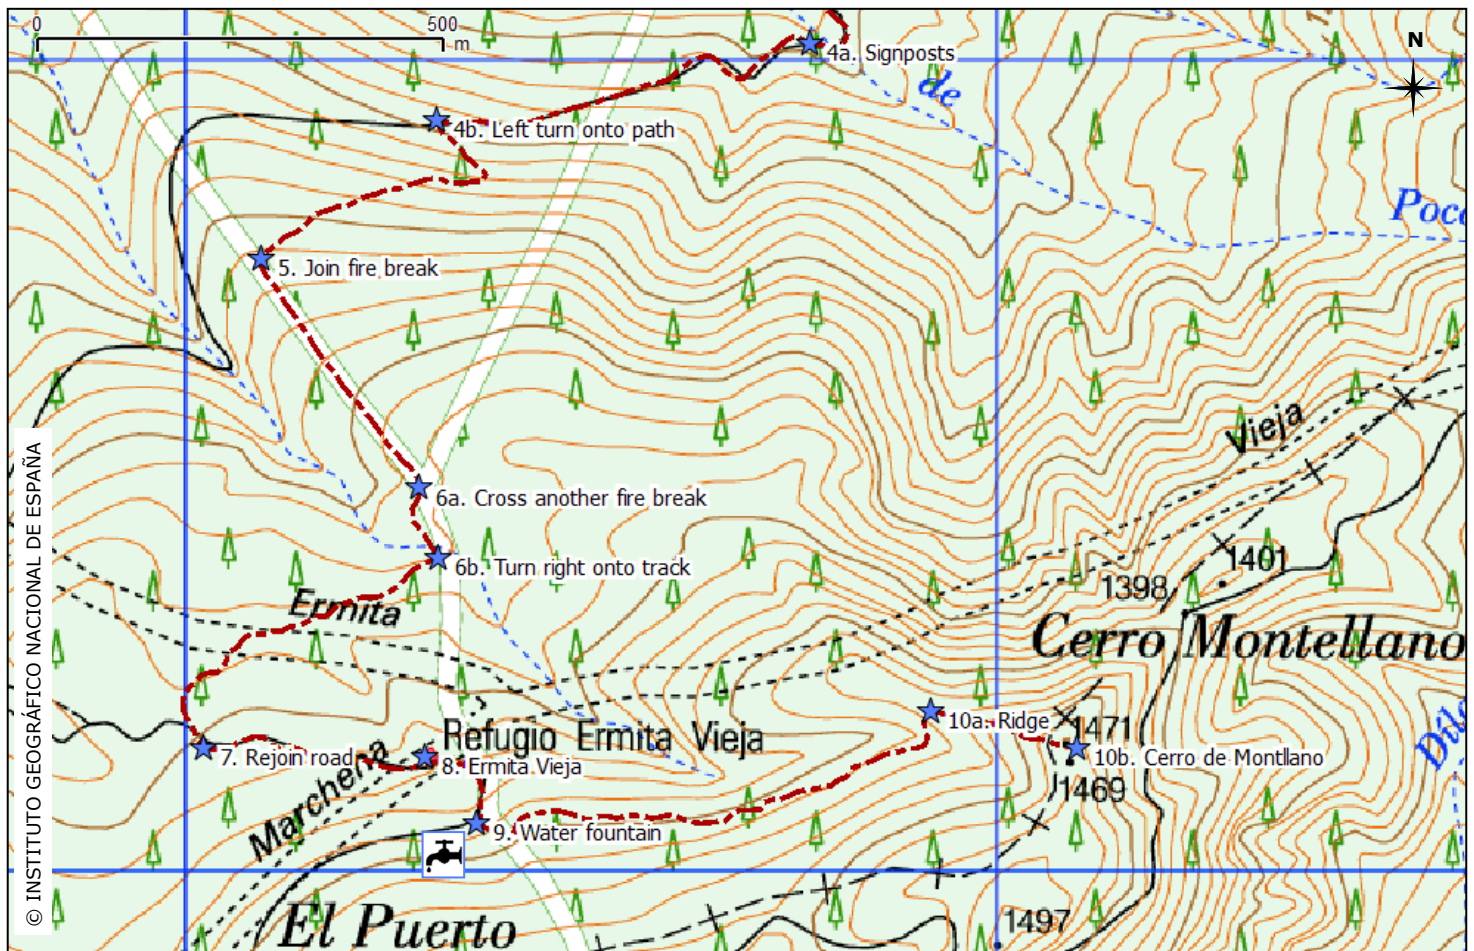 0
500
m
N
4a. Signposts
de
4b. Left turn onto path
5. Join fire break
Vieja
6a. Cross another fire break
6b. Turn right onto track
1401
1398
Ermita
Cerro Montellano
10a. Ridge
1471
Refugio Ermita Vieja
7. Rejoin road
8. Ermita Vieja
10b. Cerro de Montllano
1469
Marchena
9. Water fountain
El Puerto
1497
© INSTITUTO GEOGRÁFICO NACIONAL DE ESPAÑA